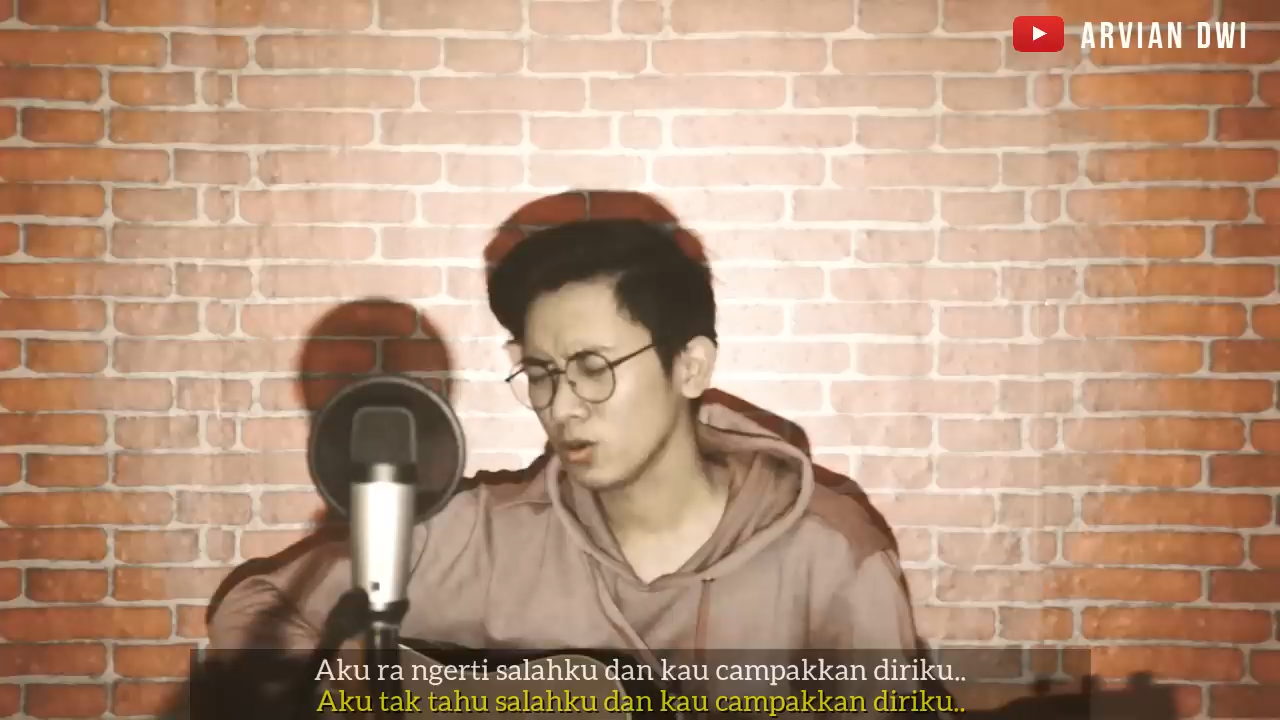 ARVIAN DWI
Aku ra ngerti salahku dan kau campakkan diriku..
Aku tak tahu salahku dan kau campakkan diriku..